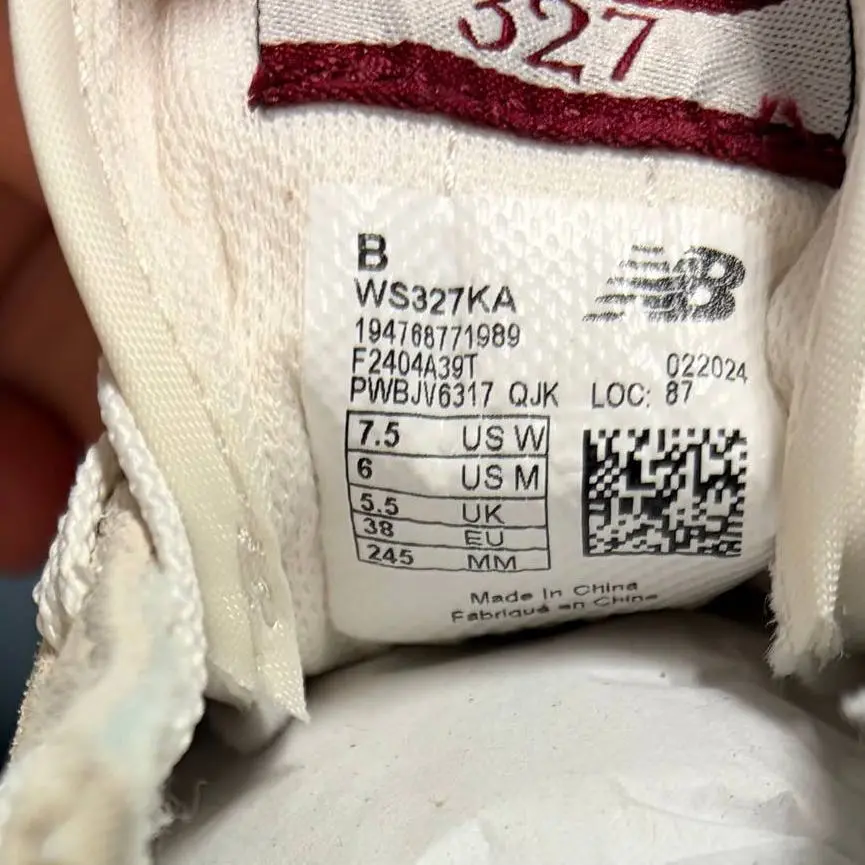 327
B
WS327KA
194768771989
F2404A39T 022024
PWBJV6317 QJK LOC: 87
7.5 US W
6 US M
5.5 UK
38 EU
245 MM
Made In China
Fabriqué en Chine
NB